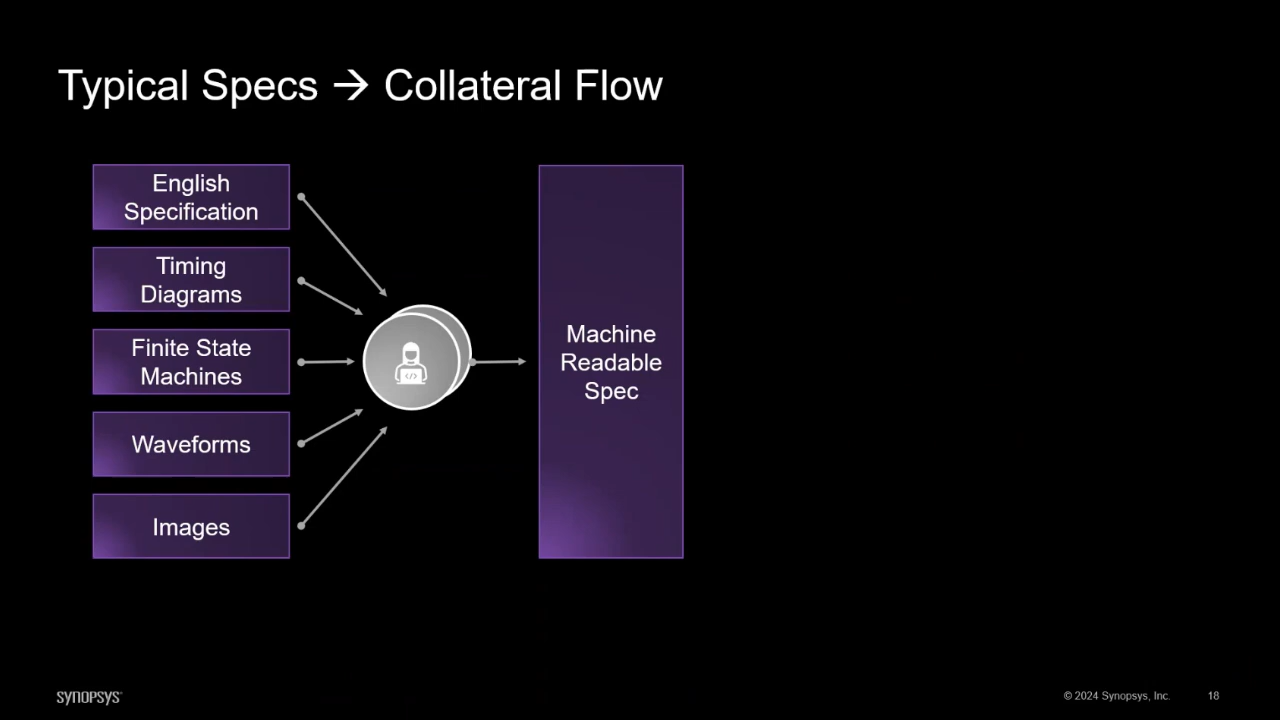 Typical Specs → Collateral Flow
English
Specification
Timing
Diagrams
Finite State
Machines
Waveforms
Images
</>
Machine
Readable
Spec
SYNOPSYS®
© 2024 Synopsys, Inc.
18